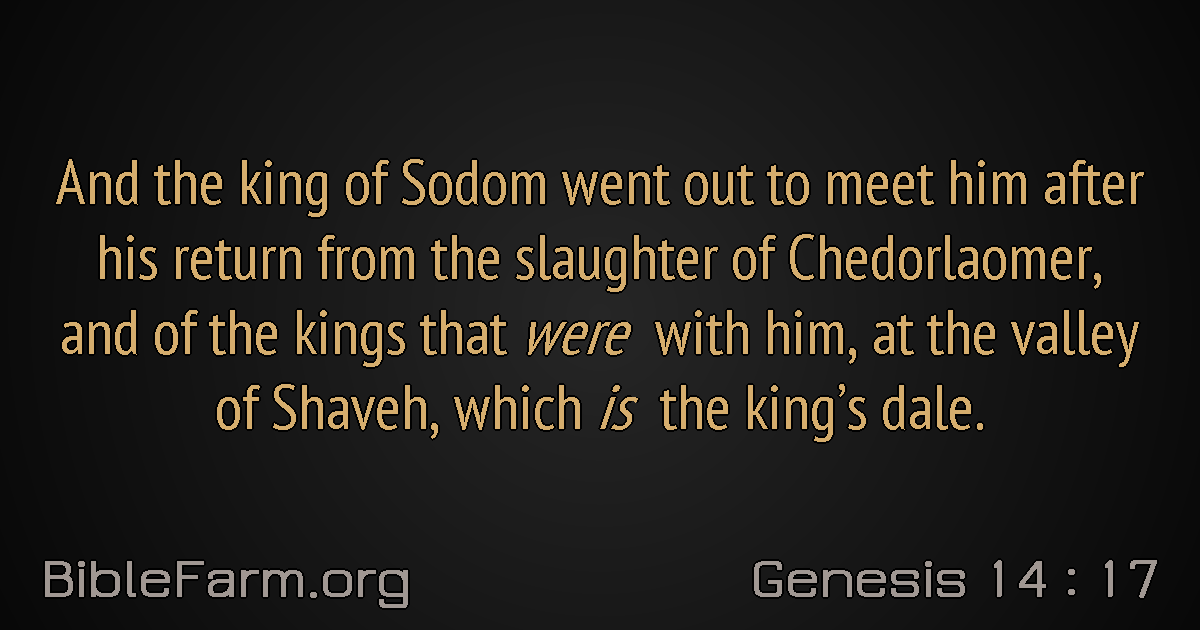 And the king of Sodom went out to meet him after
his return from the slaughter of Chedorlaomer,
and of the kings that were with him, at the valley
of Shaveh, which is the king’s dale.
BibleFarm.org
Genesis 14 : 17